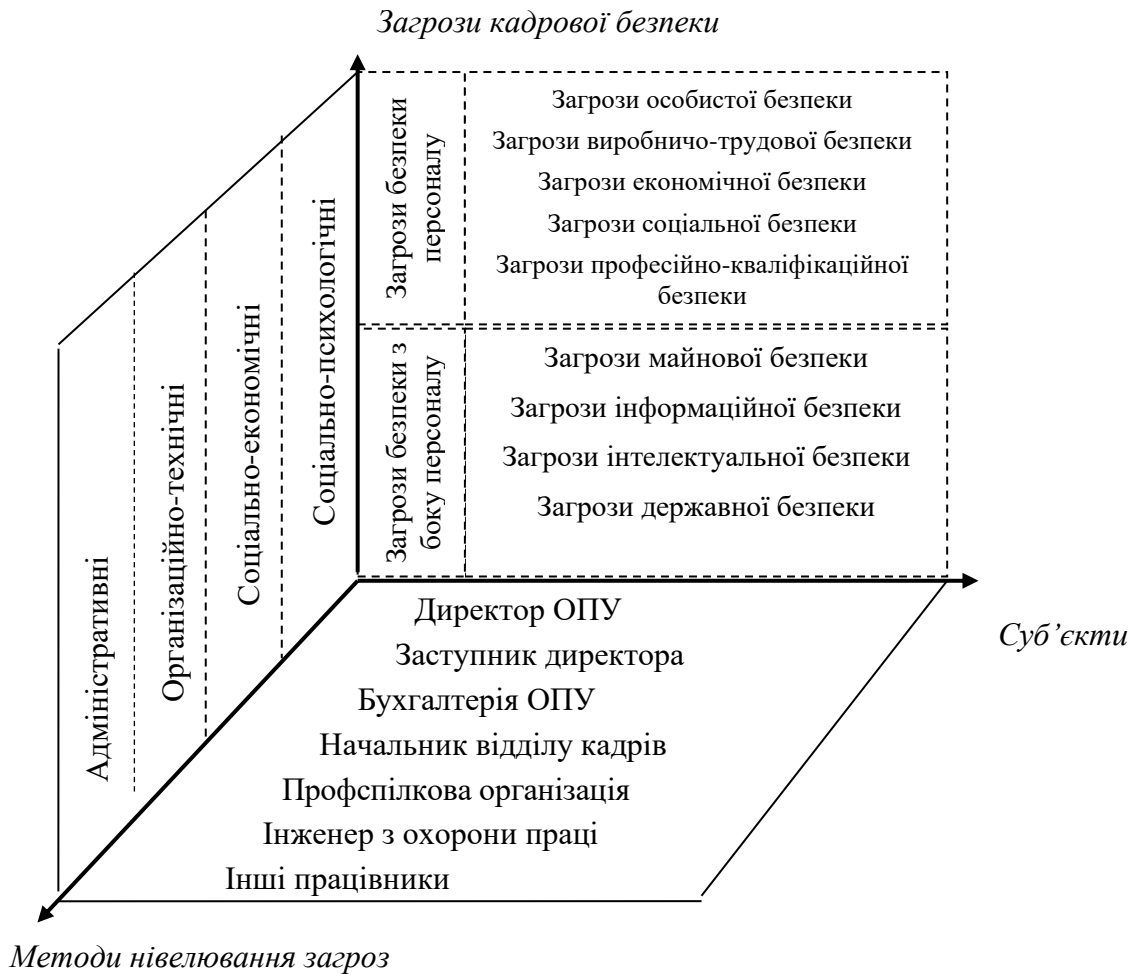 Загрози кадрової безпеки
Загрози безпеки
персоналу
Загрози особистої безпеки
Загрози виробничо-трудової безпеки
Загрози економічної безпеки
Загрози соціальної безпеки
Загрози професійно-кваліфікаційної
безпеки
Загрози безпеки з
боку персоналу
Загрози майнової безпеки
Загрози інформаційної безпеки
Загрози інтелектуальної безпеки
Загрози державної безпеки
Адміністративні
Організаційно-технічні
Соціально-економічні
Соціально-психологічні
Директор ОПУ
Заступник директора
Бухгалтерія ОПУ
Начальник відділу кадрів
Профспілкова організація
Інженер з охорони праці
Інші працівники
Суб’єкти
Методи нівелювання загроз